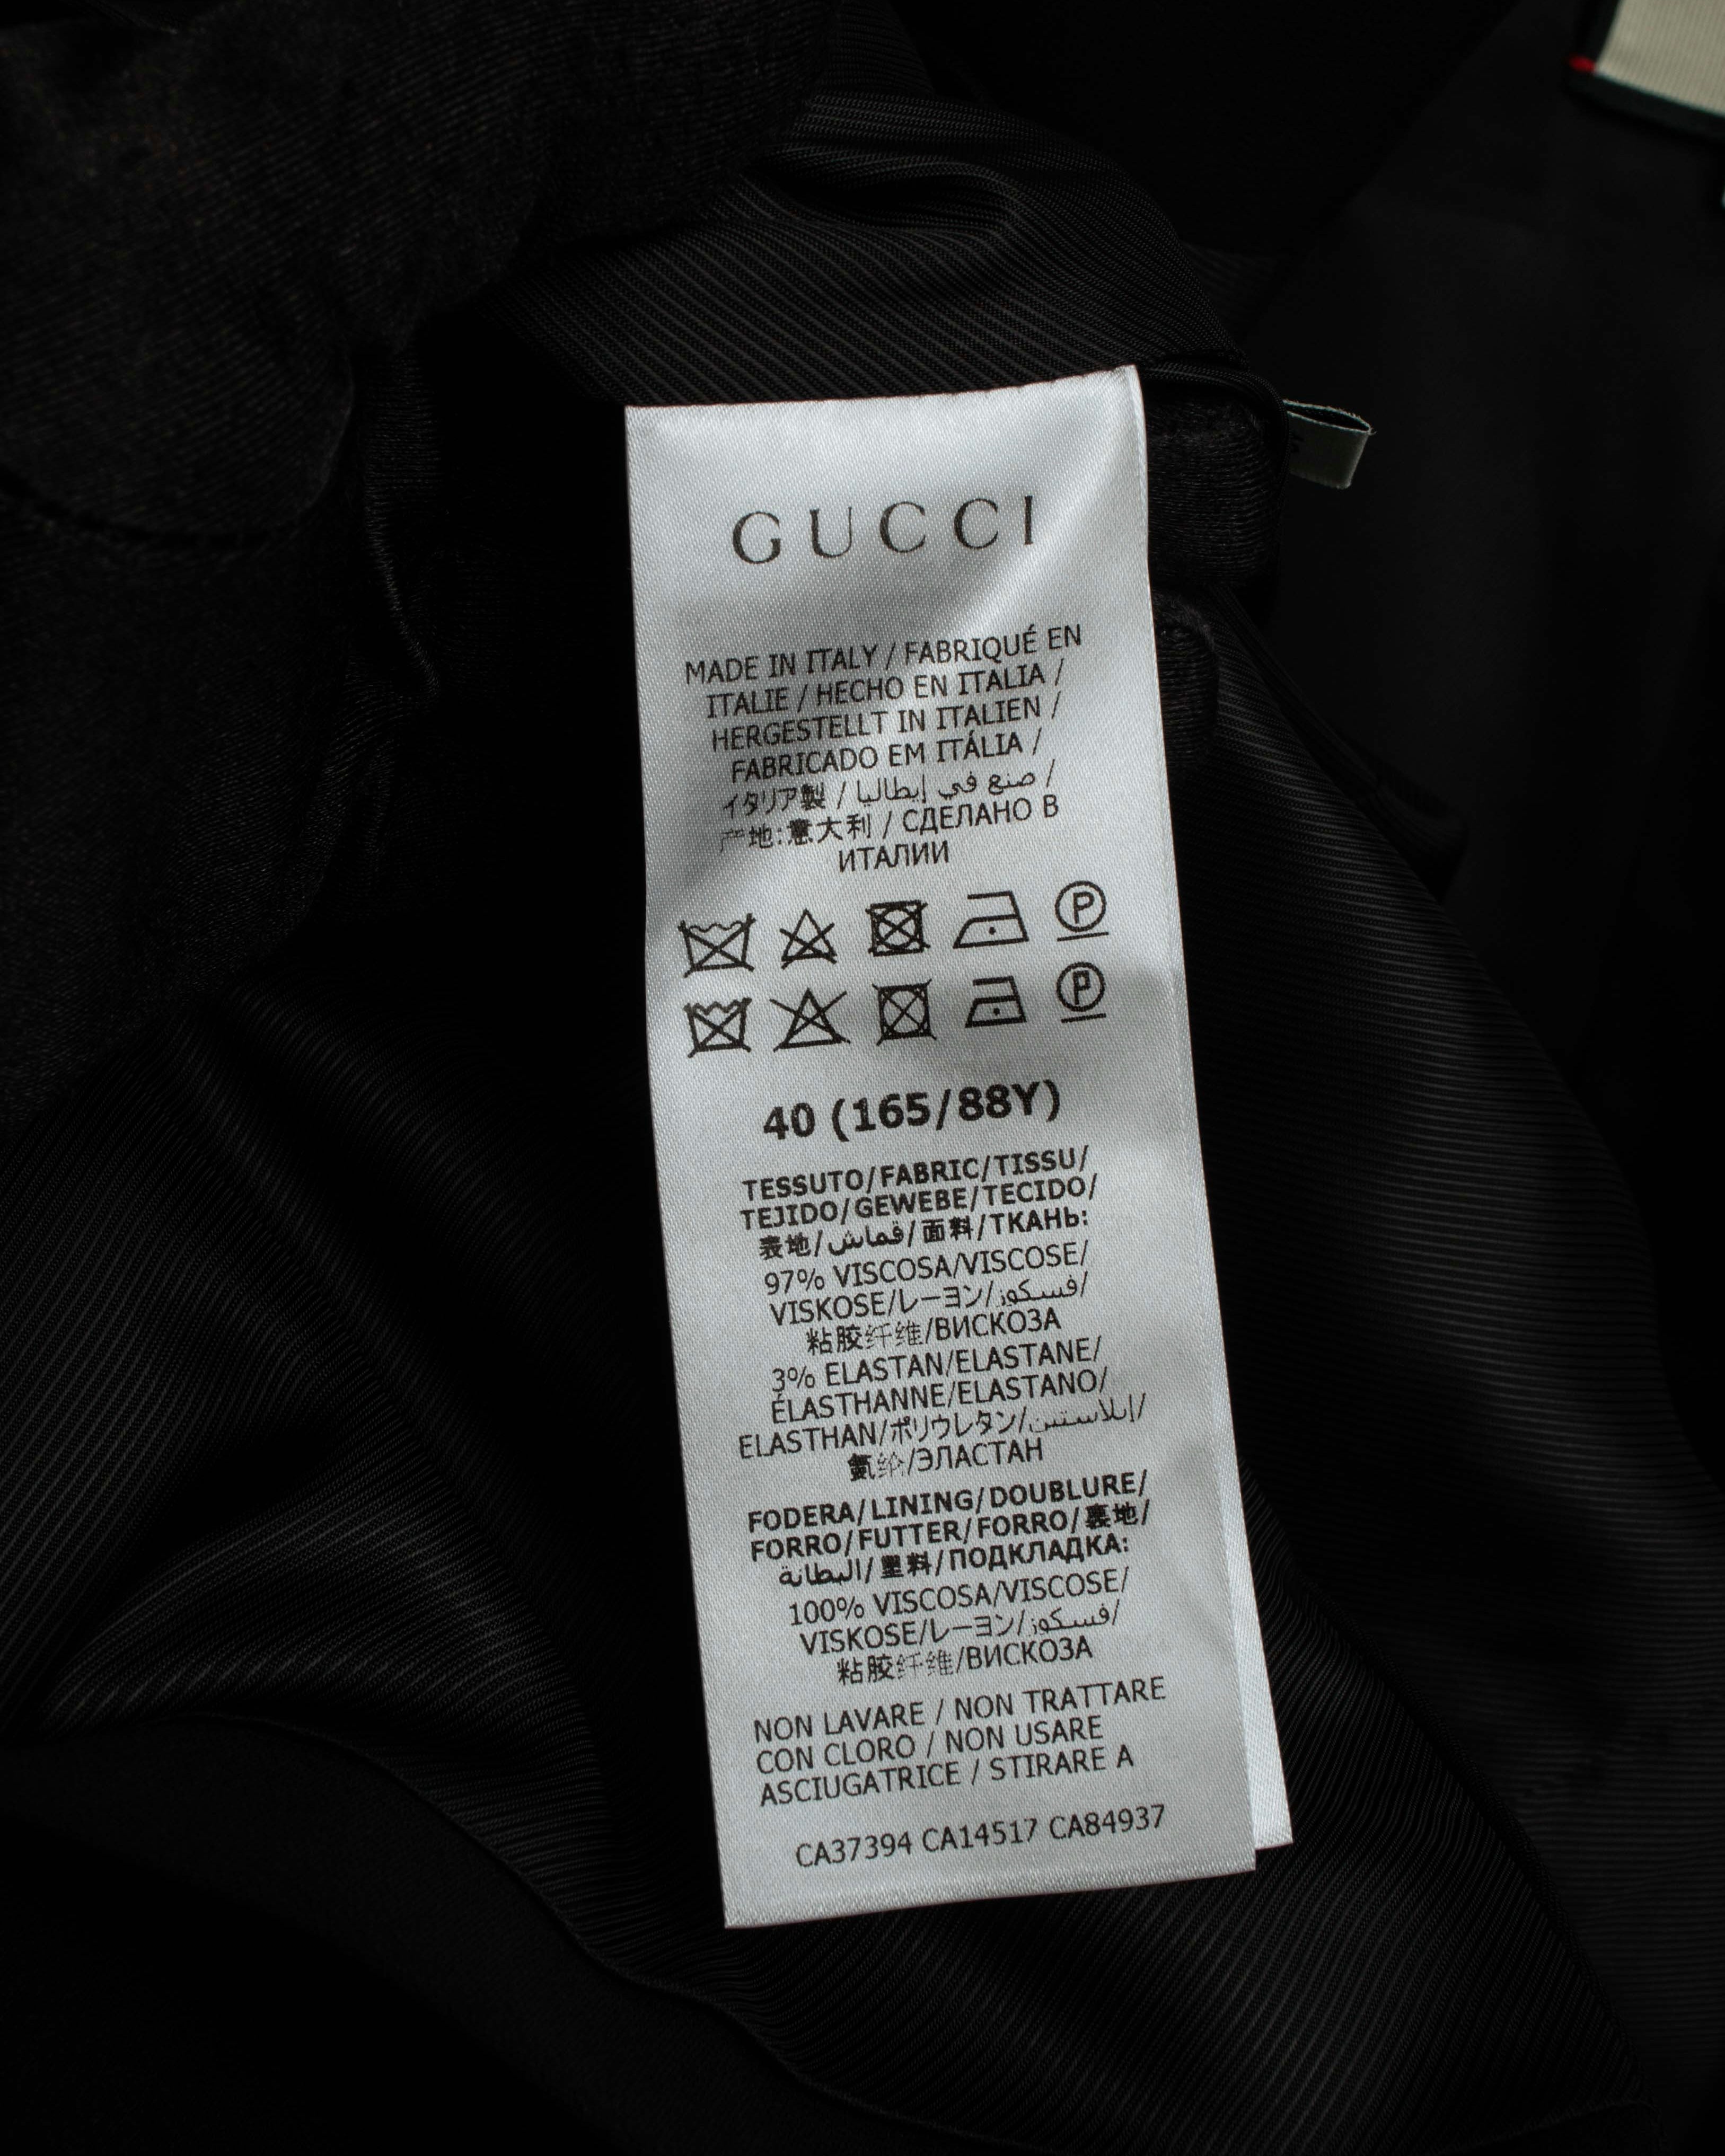 GUCCI
MADE IN ITALY / FABRIQUÉ EN
ITALIE / HECHO EN ITALIA /
HERGESTELLT IN ITALIEN /
FABRICADO EM ITÁLIA /
イタリア製 / صنع في إيطاليا /
产地:意大利 / СДЕЛАНО В
ИТАЛИИ
P
P
40 (165/88Y)
TESSUTO/FABRIC/TISSU/
TEJIDO/GEWEBE/TECIDO/
表地/قماش/面料/ТКАНЬ:
97% VISCOSA/VISCOSE/
VISKOSE/レーヨン/فسكوز/
粘胶纤维/ВИСКОЗА
3% ELASTAN/ELASTANE/
ÉLASTHANNE/ELASTANO/
ELASTHAN/ポリウレタン/إيلاستين/
氨纶/ЭЛАСТАН
FODERA/LINING/DOUBLURE/
FORRO/FUTTER/FORRO/裏地/
البطانة/里料/ПОДКЛАДКА:
100% VISCOSA/VISCOSE/
VISKOSE/レーヨン/فسكوز/
粘胶纤维/ВИСКОЗА
NON LAVARE / NON TRATTARE
CON CLORO / NON USARE
ASCIUGATRICE / STIRARE A
CA37394 CA14517 CA84937